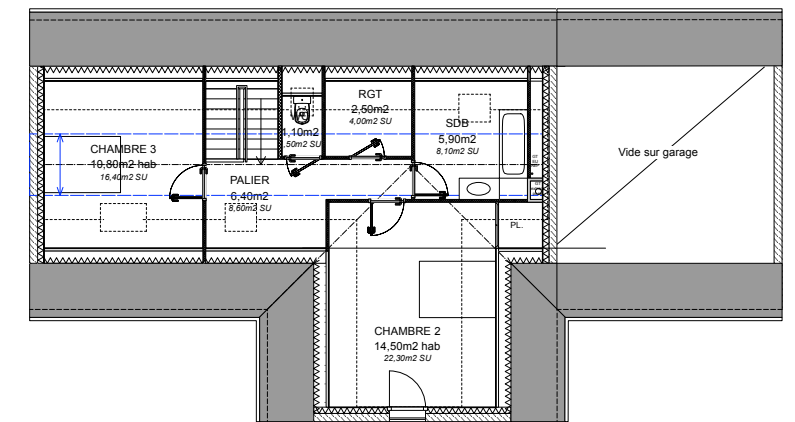 RGT
2,50m2
4,00m2 SU
SDB
5,90m2
8,10m2 SU
1,10m2
,50m2 SU
CHAMBRE 3
10,80m2 hab
16,40m2 SU
PALIER
6,40m2
8,60m2 SU
Vide sur garage
PL.
CHAMBRE 2
14,50m2 hab
22,30m2 SU